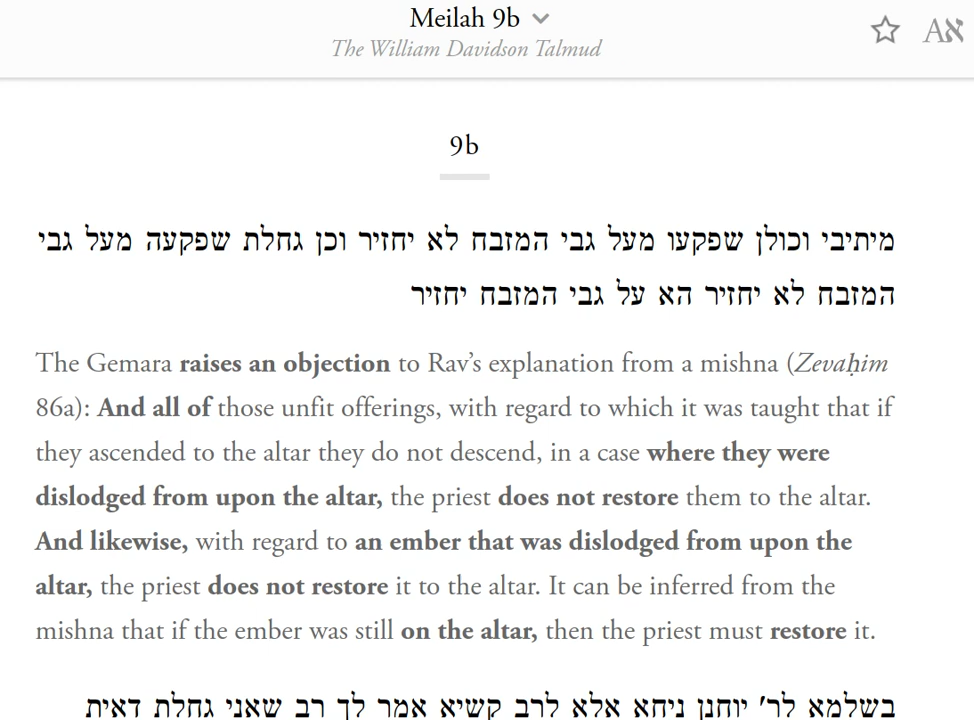 Meilah 9b
The William Davidson Talmud
Aא
9b
מיתיבי וכולן שפקעו מעל גבי המזבח לא יחזיר וכן גחלת שפקעה מעל גבי
המזבח לא יחזיר הא על גבי המזבח יחזיר
The Gemara raises an objection to Rav’s explanation from a mishna (Zevaḥim
86a): And all of those unfit offerings, with regard to which it was taught that if
they ascended to the altar they do not descend, in a case where they were
dislodged from upon the altar, the priest does not restore them to the altar.
And likewise, with regard to an ember that was dislodged from upon the
altar, the priest does not restore it to the altar. It can be inferred from the
mishna that if the ember was still on the altar, then the priest must restore it.
בשלמא לר׳ יוחנן ניחא אלא לרב קשיא אמר לך רב שאני גחלת דאית